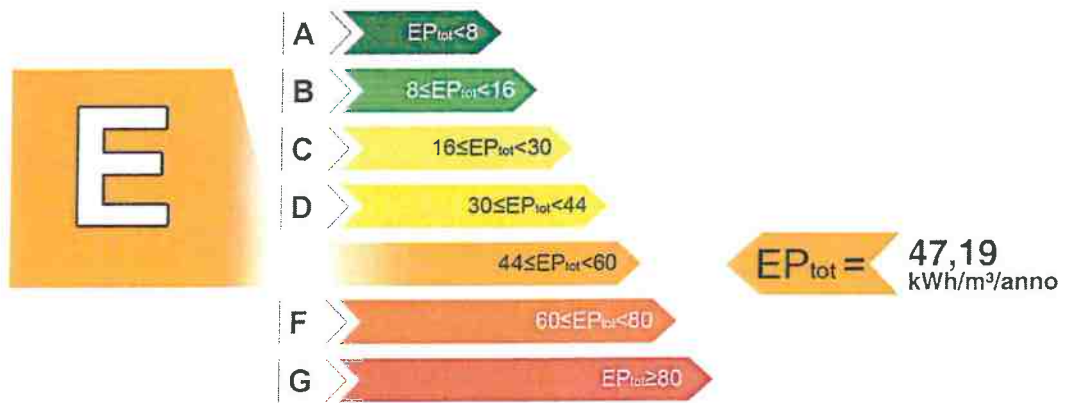 A EPtot<8
B 8≤EPtot<16
E
C 16≤EPtot<30
D 30≤EPtot<44
44≤EPtot<60
EPtot = 47,19
kWh/m³/anno
F 60≤EPtot<80
G EPtot≥80